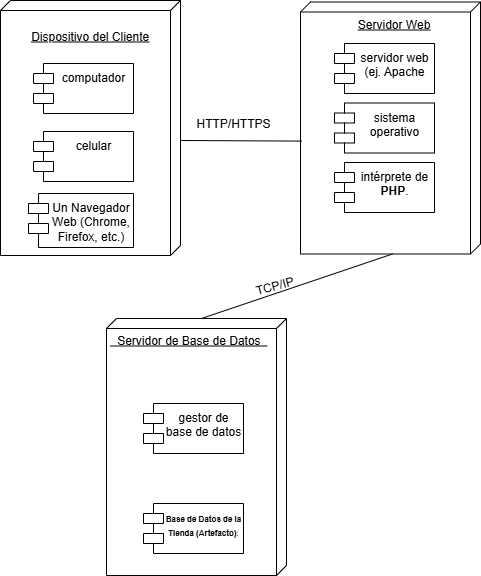 Dispositivo del Cliente
computador
celular
Un Navegador
Web (Chrome,
Firefox, etc.)
HTTP/HTTPS
Servidor Web
servidor web
(ej. Apache
sistema
operativo
intérprete de
PHP.
TCP/IP
Servidor de Base de Datos
gestor de
base de datos
Base de Datos de la
Tienda (Artefacto):